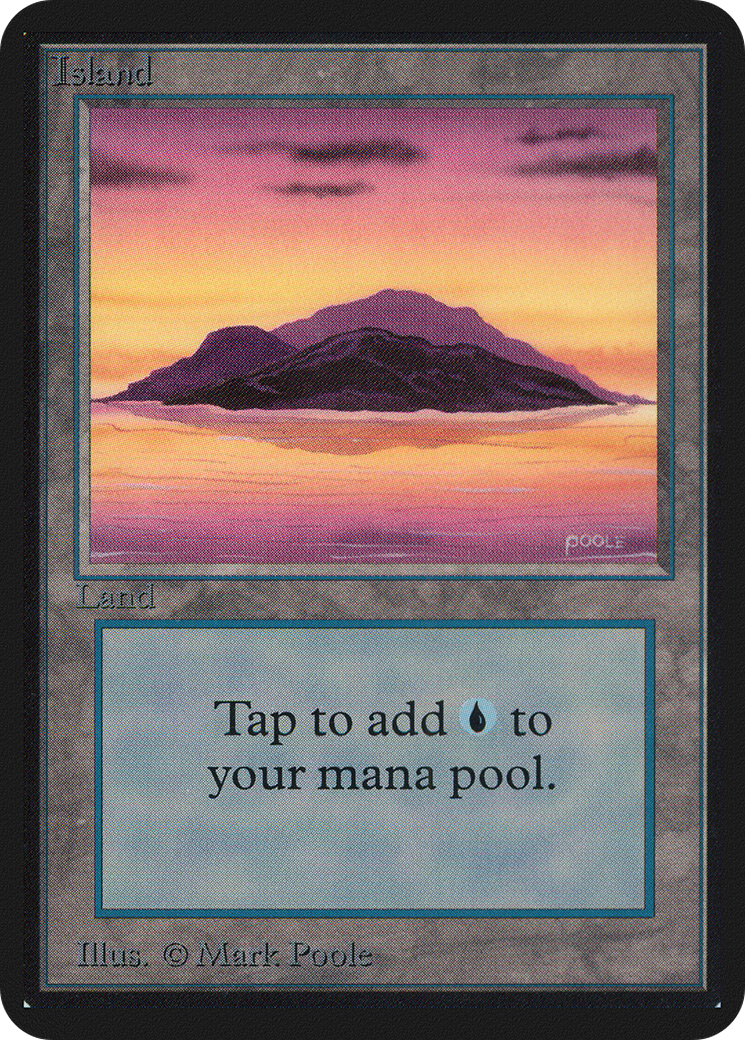 Island
POOLE
Land
Tap to add to
your mana pool.
Illus. © Mark Poole